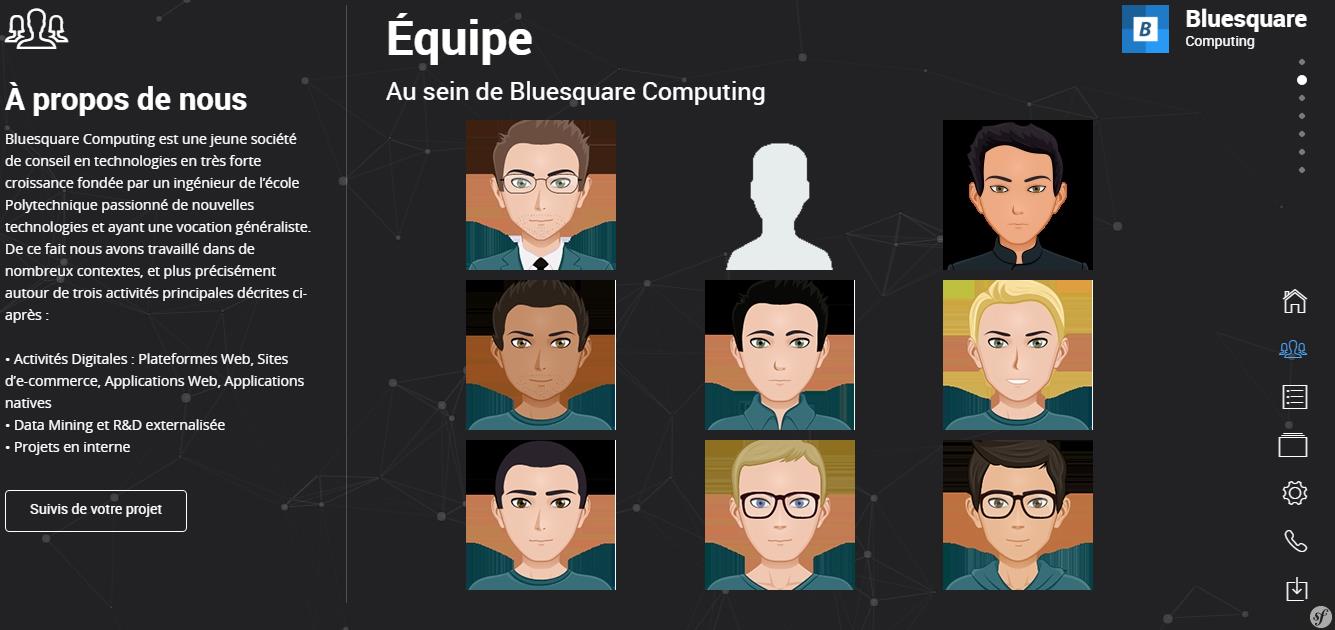 À propos de nous
Bluesquare Computing est une jeune société
de conseil en technologies en très forte
croissance fondée par un ingénieur de l'école
Polytechnique passionné de nouvelles
technologies et ayant une vocation généraliste.
De ce fait nous avons travaillé dans de
nombreux contextes, et plus précisément
autour de trois activités principales décrites ci-
après :
• Activités Digitales : Plateformes Web, Sites
d'e-commerce, Applications Web, Applications
natives
• Data Mining et R&D externalisée
• Projets en interne
Suivis de votre projet
Équipe
Au sein de Bluesquare Computing
B
Bluesquare
Computing
sf